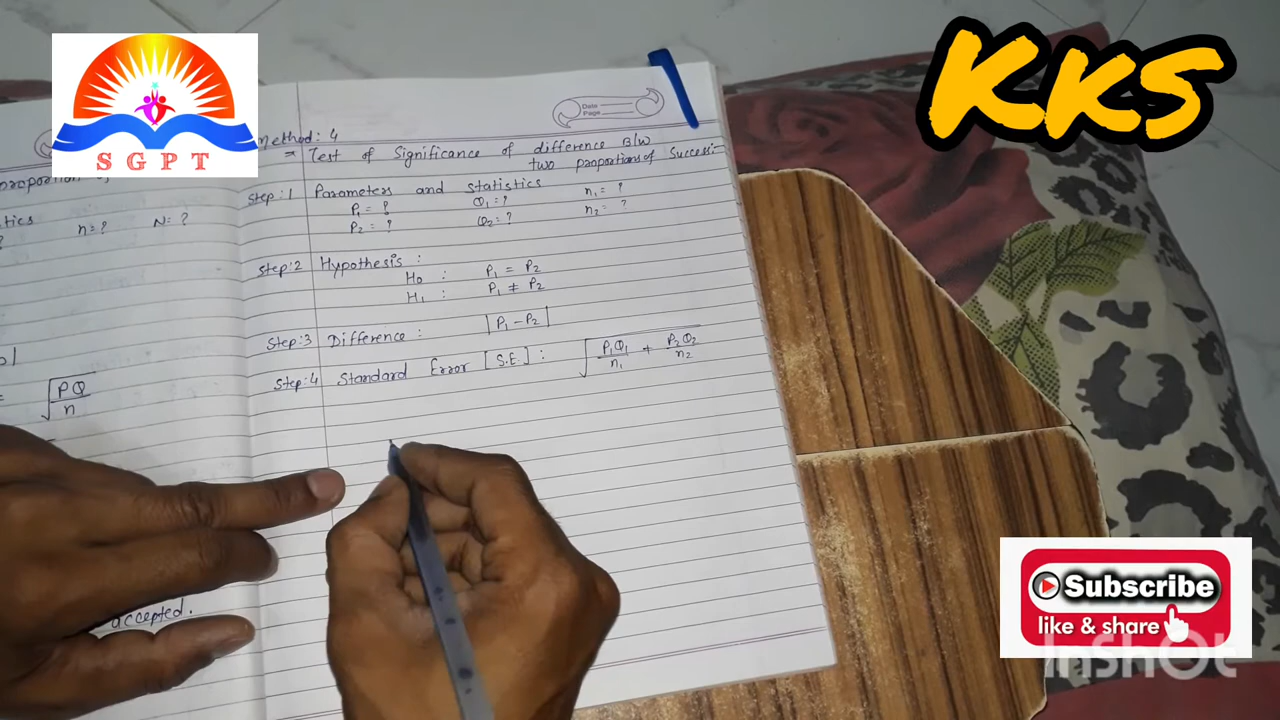 KKS
SGPT
Date
Page
Method: 4
Test of Significance of difference B/w
two proportions of Success:-
Step:1 Parameters and statistics
P₁ = ? Q₁ = ? n₁ = ?
P₂ = ? Q₂ = ? n₂ = ?
n = ? N = ?
Step:2 Hypothesis :
H₀ : P₁ = P₂
H₁ : P₁ ≠ P₂
Step:3 Difference : |P₁ - P₂|
Step:4 Standard Error [S.E] : √(P₁Q₁/n₁ + P₂Q₂/n₂)
√(PQ/n)
accepted.
Subscribe
like & share
InShOt